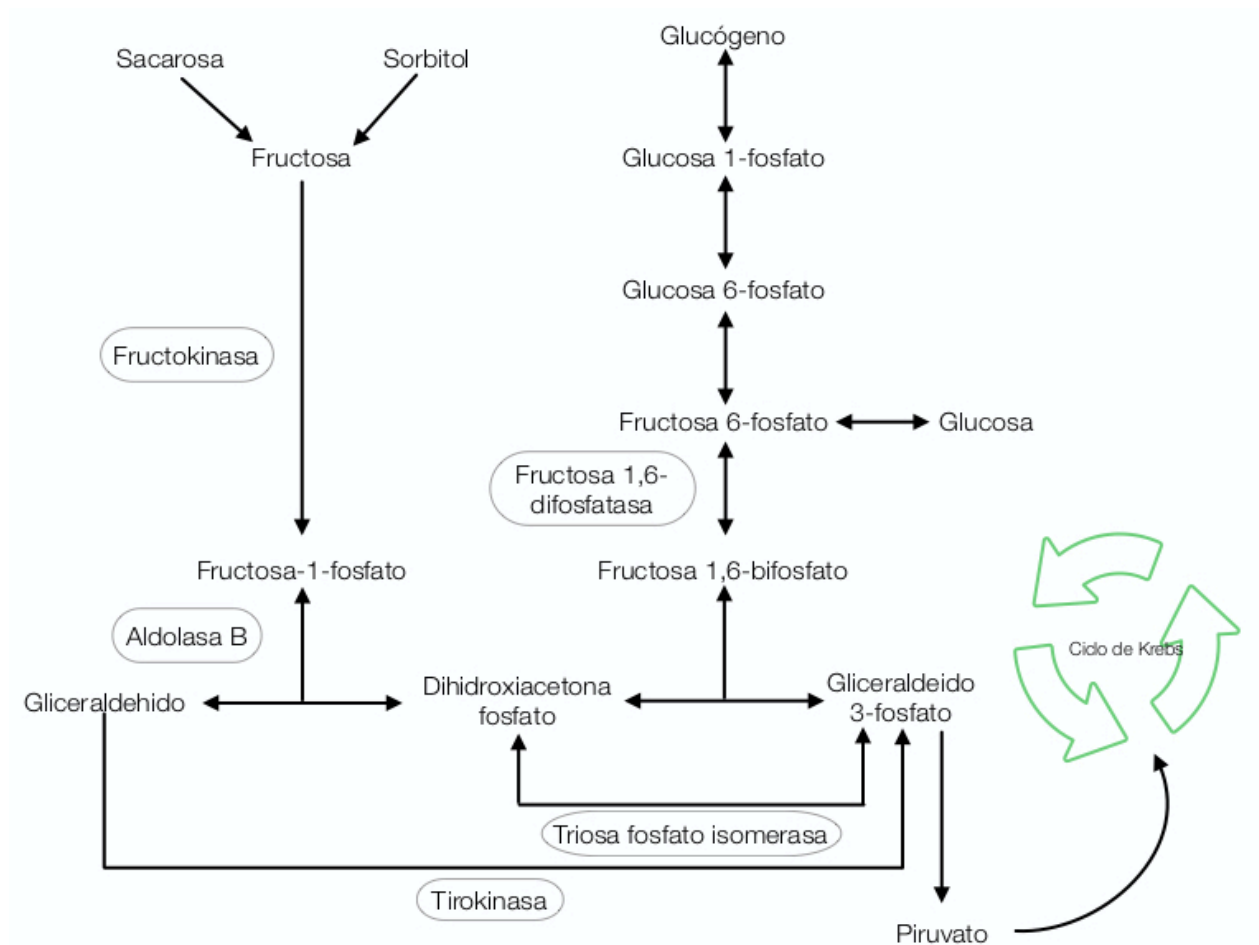 Glucógeno
Sacarosa
Sorbitol
Fructosa
Glucosa 1-fosfato
Glucosa 6-fosfato
Fructokinasa
Fructosa 6-fosfato
Glucosa
Fructosa 1,6-
difosfatasa
Fructosa-1-fosfato
Fructosa 1,6-bifosfato
Aldolasa B
Ciclo de Krebs
Gliceraldehido
Dihidroxiacetona
fosfato
Gliceraldeido
3-fosfato
Triosa fosfato isomerasa
Tirokinasa
Piruvato